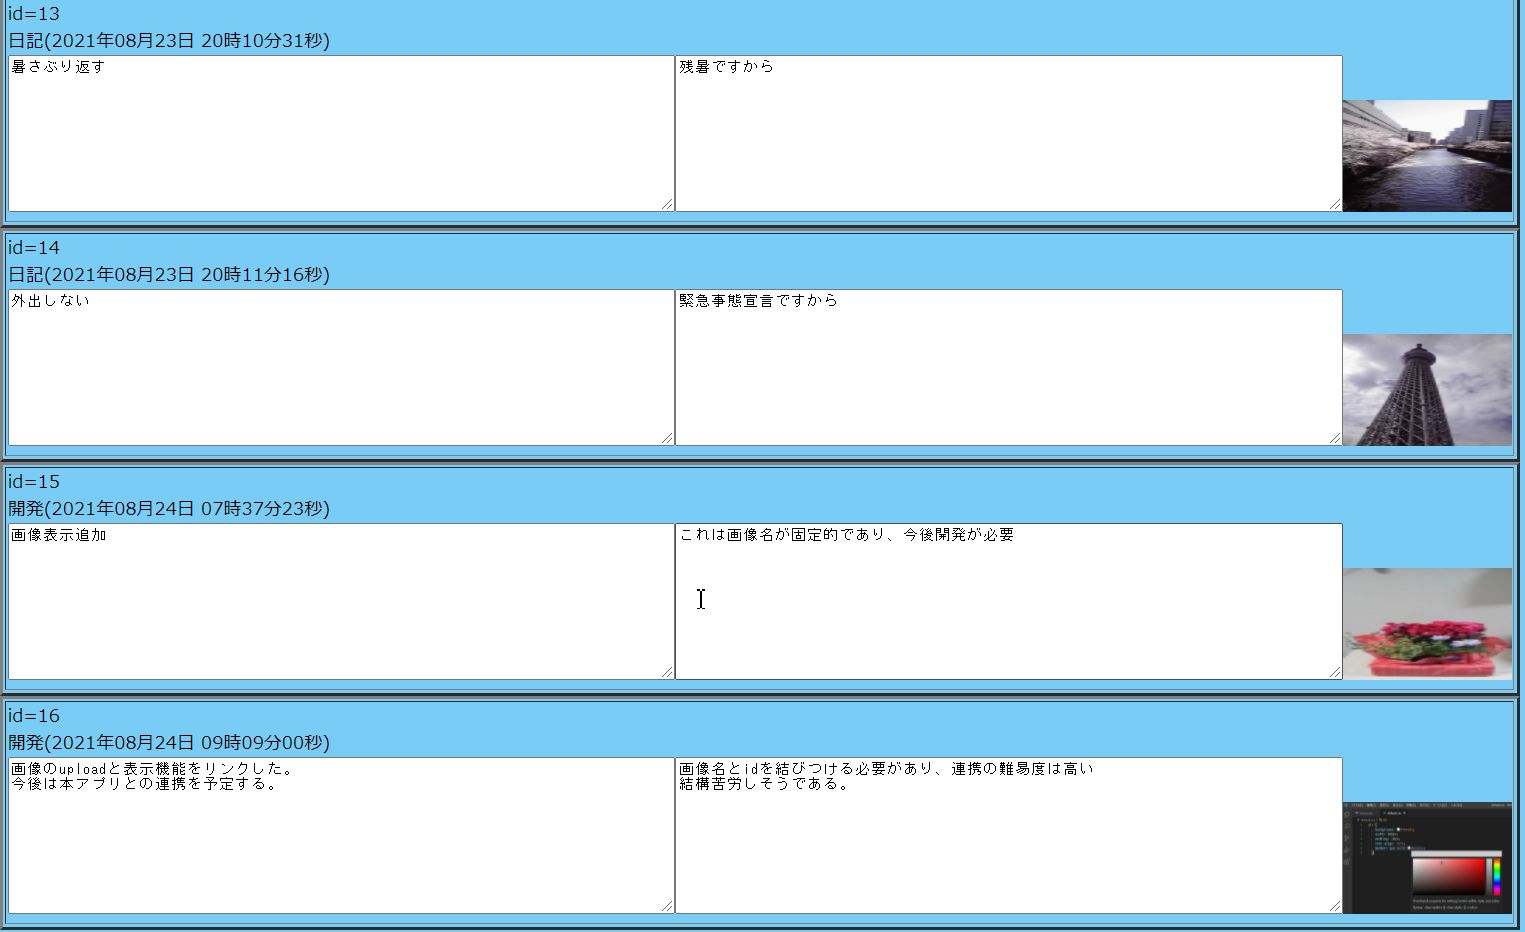 id=13
日記(2021年08月23日 20時10分31秒)
暑さぶり返す
残暑ですから
id=14
日記(2021年08月23日 20時11分16秒)
外出しない
緊急事態宣言ですから
id=15
開発(2021年08月24日 07時37分23秒)
画像表示追加
これは画像名が固定的であり、今後開発が必要
id=16
開発(2021年08月24日 09時09分00秒)
画像のuploadと表示機能をリンクした。
今後は本アプリとの連携を予定する。
画像名とidを結びつける必要があり、連携の難易度は高い
結構苦労しそうである。